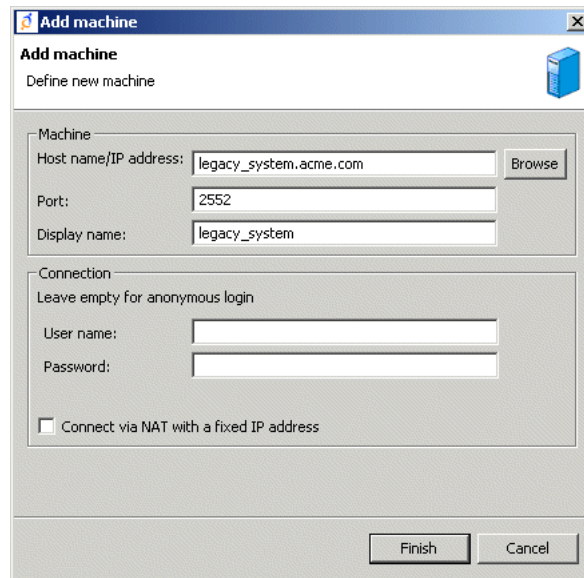 Add machine
Add machine
Define new machine
Machine
Host name/IP address: legacy_system.acme.com Browse
Port: 2552
Display name: legacy_system
Connection
Leave empty for anonymous login
User name:
Password:
Connect via NAT with a fixed IP address
Finish Cancel